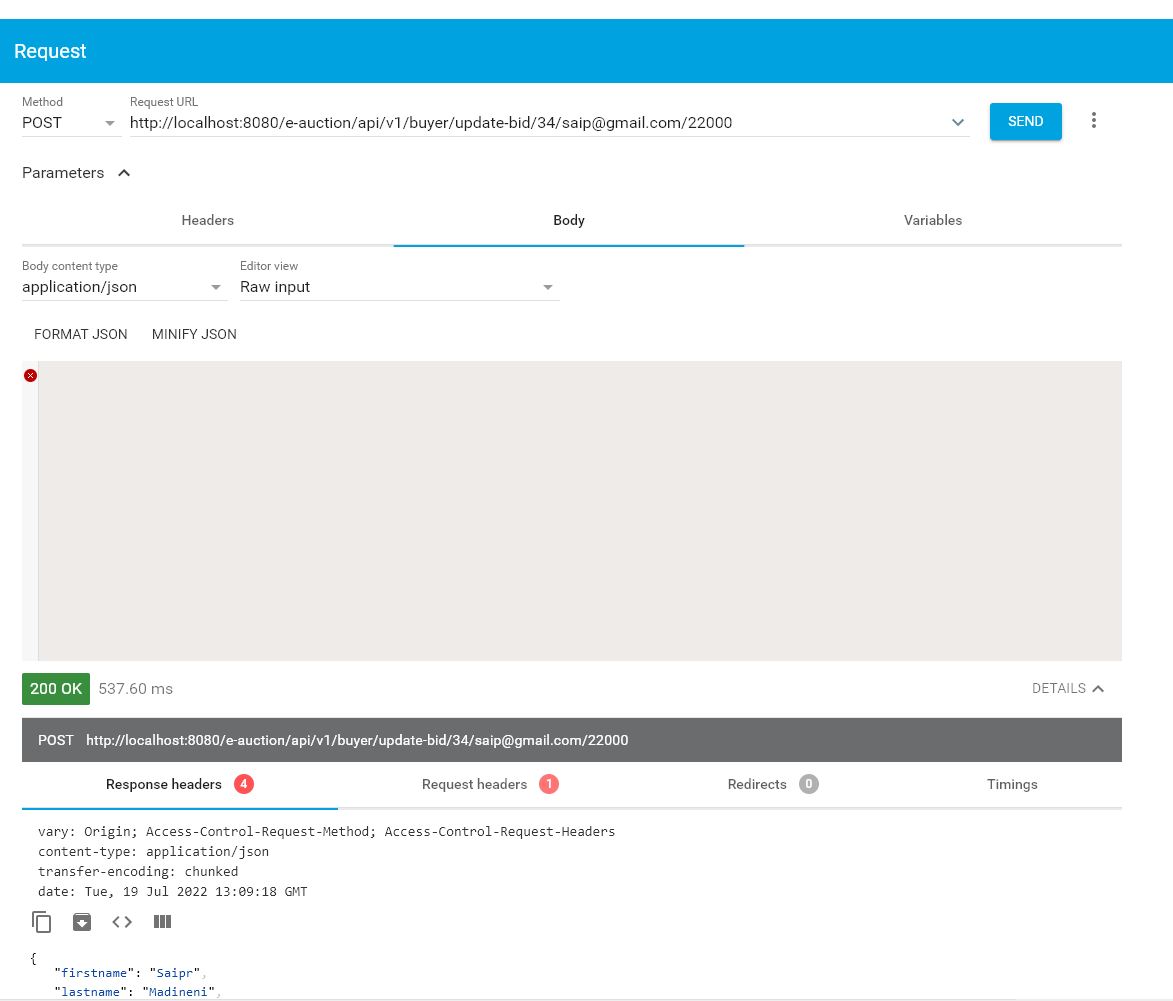 Request
Method Request URL
POST http://localhost:8080/e-auction/api/v1/buyer/update-bid/34/saip@gmail.com/22000 SEND
Parameters
Headers Body Variables
Body content type Editor view
application/json Raw input
FORMAT JSON MINIFY JSON
200 OK 537.60 ms DETAILS
POST http://localhost:8080/e-auction/api/v1/buyer/update-bid/34/saip@gmail.com/22000
Response headers 4 Request headers 1 Redirects 0 Timings
vary: Origin; Access-Control-Request-Method; Access-Control-Request-Headers
content-type: application/json
transfer-encoding: chunked
date: Tue, 19 Jul 2022 13:09:18 GMT
{
"firstname": "Saipr",
"lastname": "Madineni",